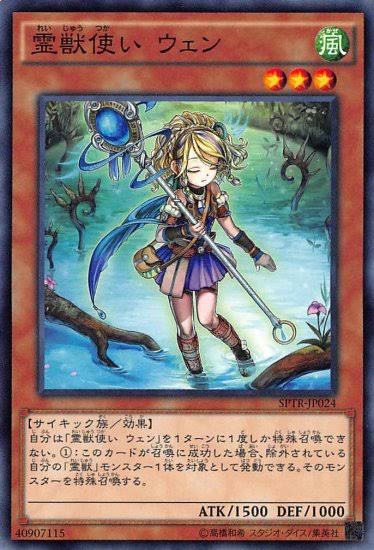 霊獣使い ウェン
風
SPTR-JP024
【サイキック族／効果】
自分は「霊獣使い ウェン」を１ターンに１度しか特殊召喚でき
ない。①：このカードが召喚に成功した場合、除外されている
自分の「霊獣」モンスター１体を対象として発動できる。そのモ
ンスターを特殊召喚する。
ATK/1500 DEF/1000
40907115
©高橋和希 スタジオ・ダイス/集英社